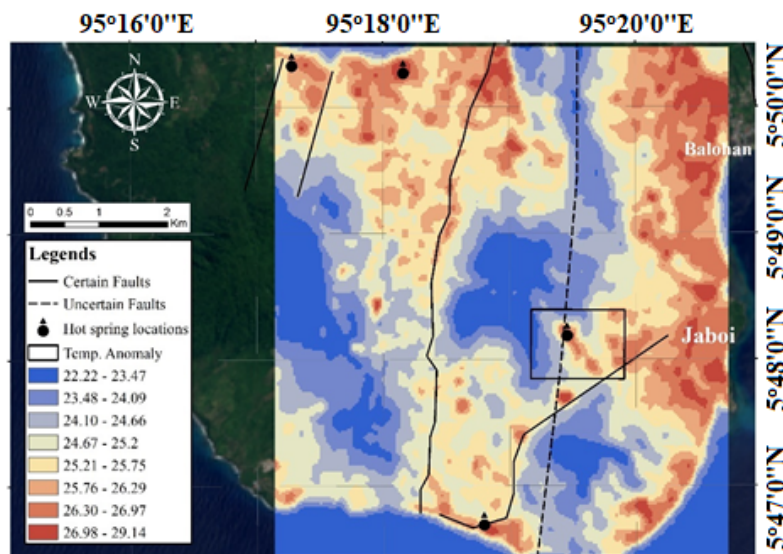 95°16'0"E 95°18'0"E 95°20'0"E
N
W E
S
0 0.5 1 2
Km
Legends
Certain Faults
Uncertain Faults
Hot spring locations
Temp. Anomaly
22.22 - 23.47
23.48 - 24.09
24.10 - 24.66
24.67 - 25.2
25.21 - 25.75
25.76 - 26.29
26.30 - 26.97
26.98 - 29.14
Balohan
Jaboi
5°50'0"N
5°49'0"N
5°48'0"N
5°47'0"N